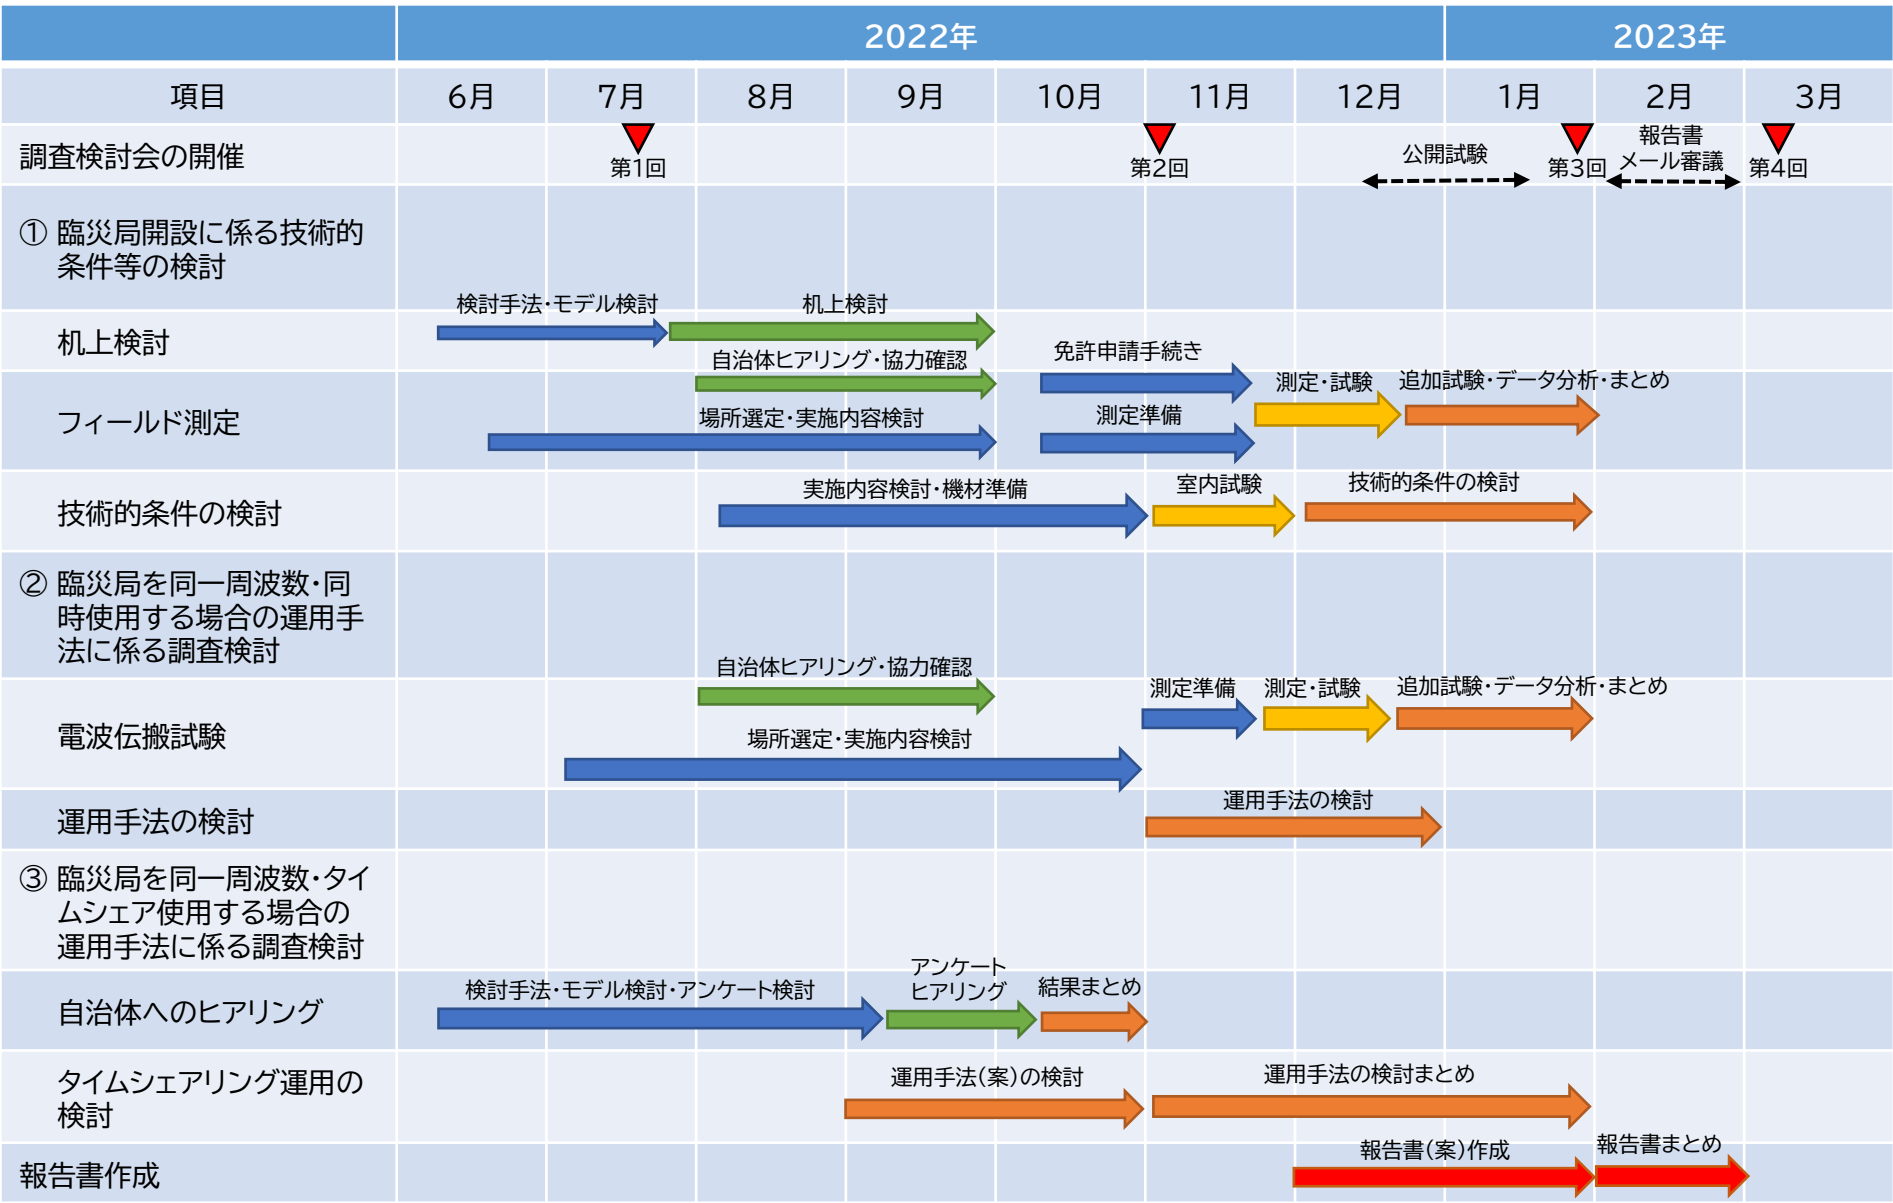 2022年
2023年
項目
6月
7月
8月
9月
10月
11月
12月
1月
2月
3月
調査検討会の開催
第1回
第2回
公開試験
第3回
報告書
メール審議
第4回
① 臨災局開設に係る技術的
条件等の検討
検討手法・モデル検討
机上検討
机上検討
自治体ヒアリング・協力確認
免許申請手続き
測定・試験
追加試験・データ分析・まとめ
フィールド測定
場所選定・実施内容検討
測定準備
実施内容検討・機材準備
室内試験
技術的条件の検討
技術的条件の検討
② 臨災局を同一周波数・同
時使用する場合の運用手
法に係る調査検討
自治体ヒアリング・協力確認
測定準備
測定・試験
追加試験・データ分析・まとめ
電波伝搬試験
場所選定・実施内容検討
運用手法の検討
運用手法の検討
③ 臨災局を同一周波数・タイ
ムシェア使用する場合の
運用手法に係る調査検討
自治体へのヒアリング
検討手法・モデル検討・アンケート検討
アンケート
ヒアリング
結果まとめ
タイムシェアリング運用の
検討
運用手法(案)の検討
運用手法の検討まとめ
報告書作成
報告書(案)作成
報告書まとめ